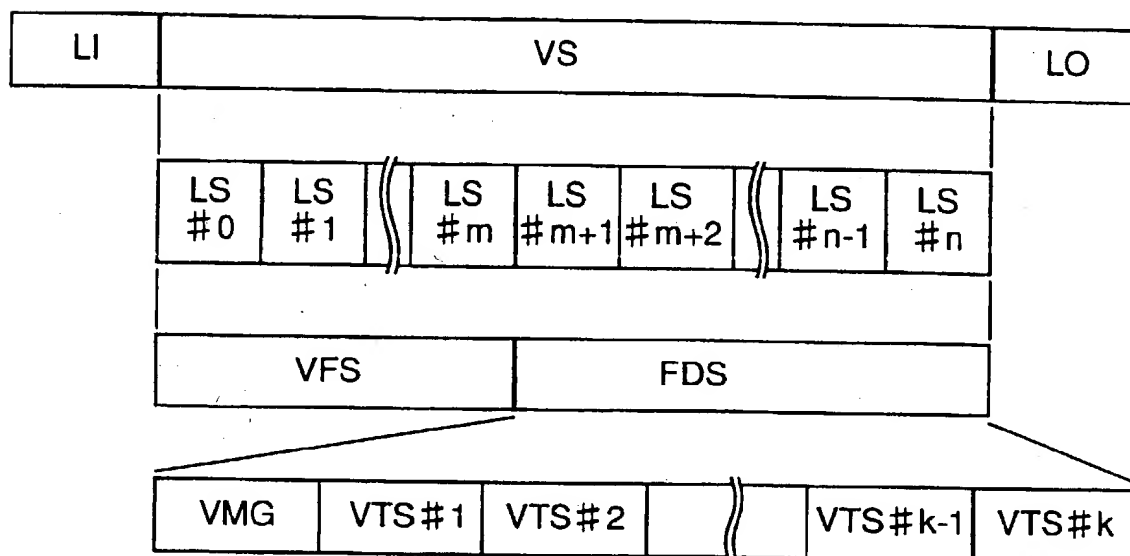 LI VS LO
LS LS LS LS LS LS LS
#0 #1 #m #m+1 #m+2 #n-1 #n
VFS FDS
VMG VTS#1 VTS#2 VTS#k-1 VTS#k